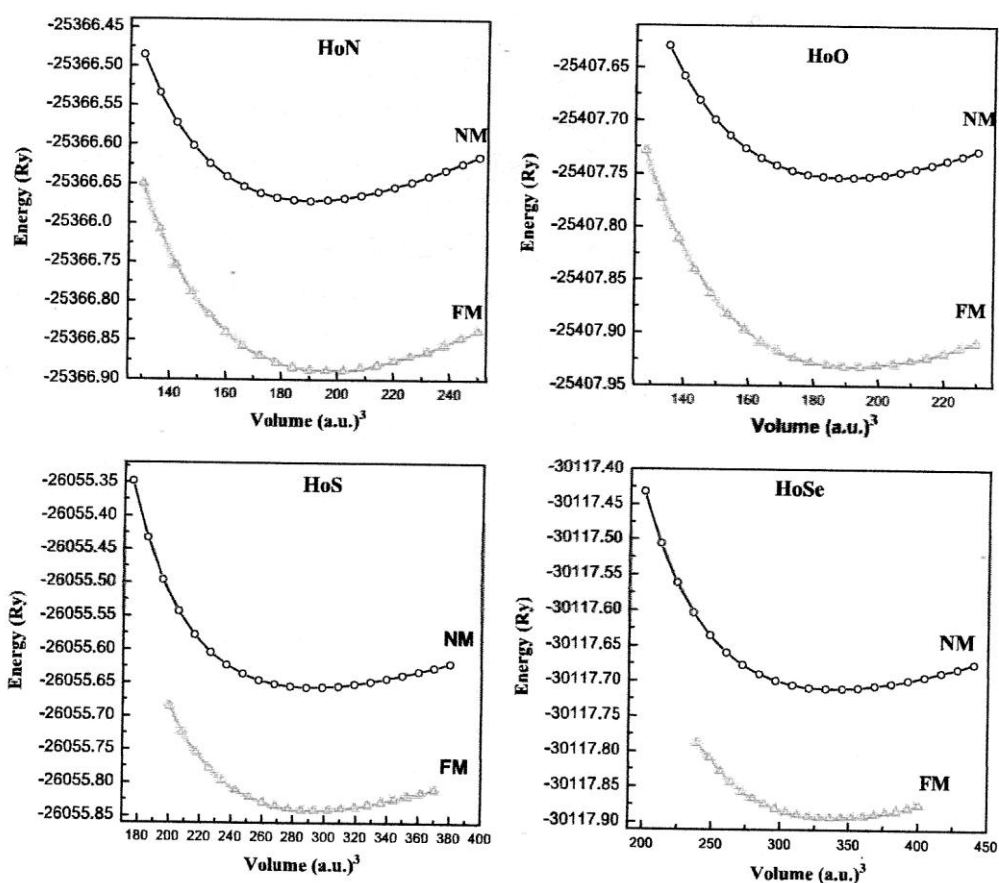 HoN
-25366.45
-25366.50
-25366.55
-25366.60
-25366.65
-25366.0
-25366.75
-25366.80
-25366.85
-25366.90
Energy (Ry)
NM
FM
140 160 180 200 220 240
Volume (a.u.)³
HoO
-25407.65
-25407.70
-25407.75
-25407.80
-25407.85
-25407.90
-25407.95
Energy (Ry)
NM
FM
140 160 180 200 220
Volume (a.u.)³
HoS
-26055.35
-26055.40
-26055.45
-26055.50
-26055.55
-26055.60
-26055.65
-26055.70
-26055.75
-26055.80
-26055.85
Energy (Ry)
NM
FM
180 200 220 240 260 280 300 320 340 360 380 400
Volume (a.u.)³
HoSe
-30117.40
-30117.45
-30117.50
-30117.55
-30117.60
-30117.65
-30117.70
-30117.75
-30117.80
-30117.85
-30117.90
Energy (Ry)
NM
FM
200 250 300 350 400 450
Volume (a.u.)³